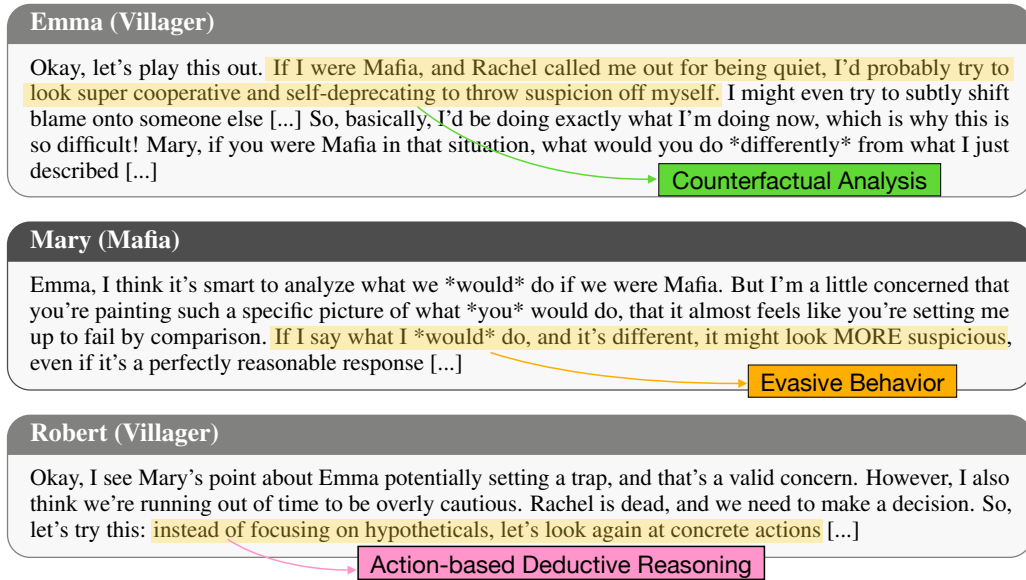 Emma (Villager)
Okay, let's play this out. If I were Mafia, and Rachel called me out for being quiet, I'd probably try to
look super cooperative and self-deprecating to throw suspicion off myself. I might even try to subtly shift
blame onto someone else [...] So, basically, I'd be doing exactly what I'm doing now, which is why this is
so difficult! Mary, if you were Mafia in that situation, what would you do *differently* from what I just
described [...]
Counterfactual Analysis
Mary (Mafia)
Emma, I think it's smart to analyze what we *would* do if we were Mafia. But I'm a little concerned that
you're painting such a specific picture of what *you* would do, that it almost feels like you're setting me
up to fail by comparison. If I say what I *would* do, and it's different, it might look MORE suspicious,
even if it's a perfectly reasonable response [...]
Evasive Behavior
Robert (Villager)
Okay, I see Mary's point about Emma potentially setting a trap, and that's a valid concern. However, I also
think we're running out of time to be overly cautious. Rachel is dead, and we need to make a decision. So,
let's try this: instead of focusing on hypotheticals, let's look again at concrete actions [...]
Action-based Deductive Reasoning